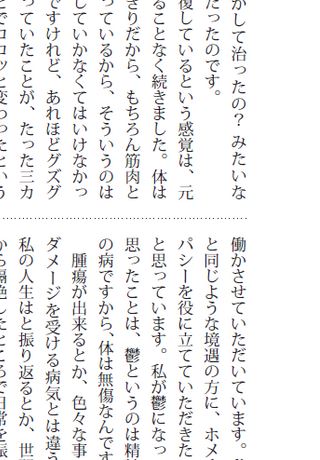 かして治ったの？ みたいな
だったのです。
復しているという感覚は、元
ることなく続きました。体は
きりだから、もちろん筋肉と
っているから、そういうのは
していかなくてはいけなかっ
ですけれど、あれほどグズグ
っていたことが、たった三カ
とでコロッと変わったという
働かさせていただいています。
と同じような境遇の方に、ホメオ
パシーを役に立てていただきた
と思っています。私が鬱になっ
思ったことは、鬱というのは精神
の病ですから、体は無傷なんです
腫瘍が出来るとか、色々な事
ダメージを受ける病気とは違う
私の人生はと振り返るとか、世
から隔絶したところで日常を振